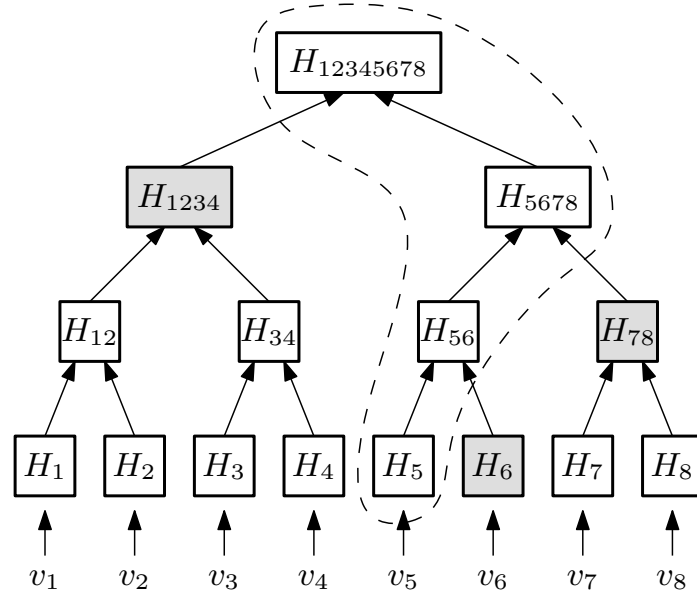 H₁₂₃₄₅₆₇₈
H₁₂₃₄ H₅₆₇₈
H₁₂ H₃₄ H₅₆ H₇₈
H₁ H₂ H₃ H₄ H₅ H₆ H₇ H₈
v₁ v₂ v₃ v₄ v₅ v₆ v₇ v₈